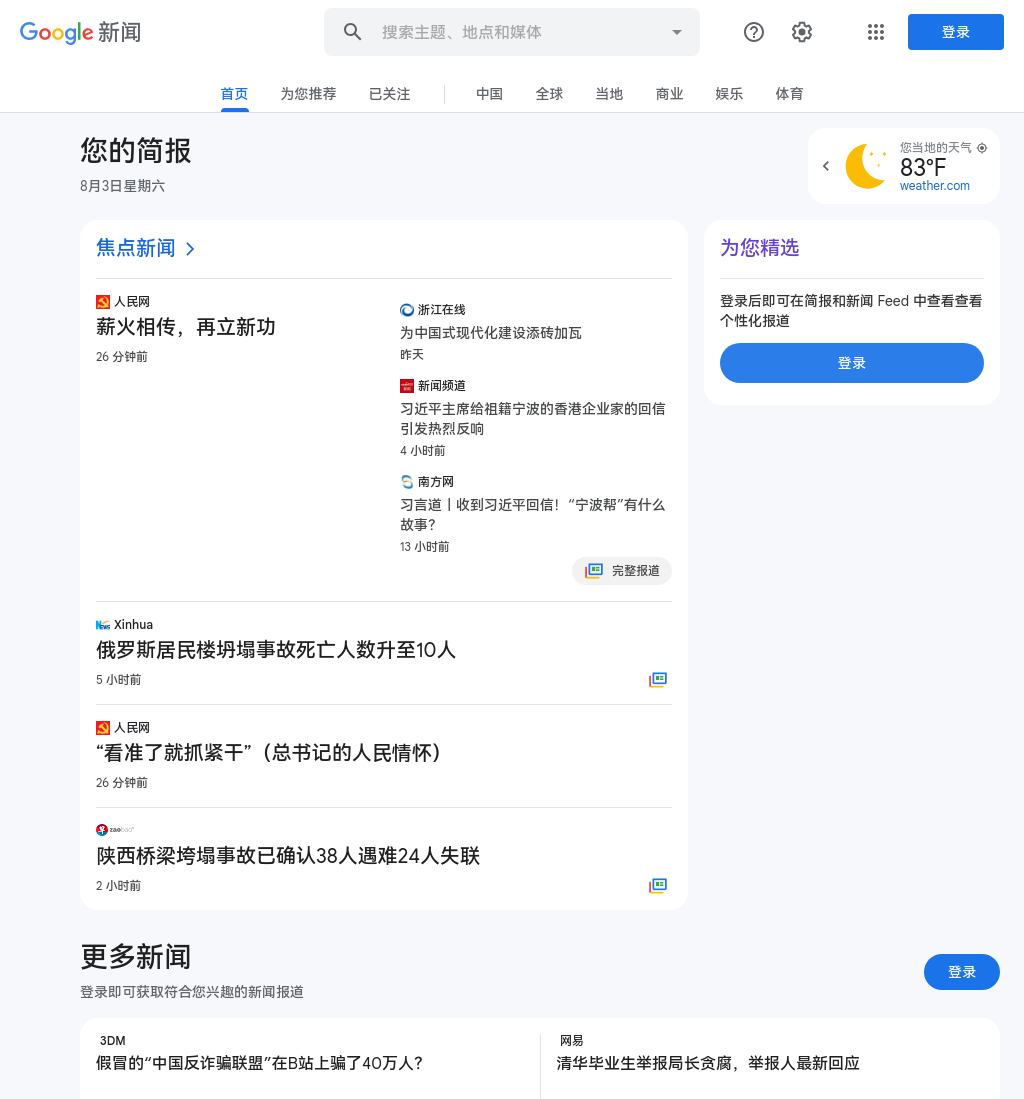 Google 新闻
搜索主题、地点和媒体
登录
首页
为您推荐
已关注
中国
全球
当地
商业
娱乐
体育
您的简报
8月3日星期六
您当地的天气
83°F
weather.com
焦点新闻
人民网
薪火相传，再立新功
26 分钟前
浙江在线
为中国式现代化建设添砖加瓦
昨天
新闻频道
习近平主席给祖籍宁波的香港企业家的回信
引发热烈反响
4 小时前
南方网
习言道丨收到习近平回信！“宁波帮”有什么
故事？
13 小时前
完整报道
Xinhua
俄罗斯居民楼坍塌事故死亡人数升至10人
5 小时前
人民网
“看准了就抓紧干”（总书记的人民情怀）
26 分钟前
zaobao
陕西桥梁垮塌事故已确认38人遇难24人失联
2 小时前
为您精选
登录后即可在简报和新闻 Feed 中查看查看
个性化报道
登录
更多新闻
登录即可获取符合您兴趣的新闻报道
登录
3DM
假冒的“中国反诈骗联盟”在B站上骗了40万人？
网易
清华毕业生举报局长贪腐，举报人最新回应